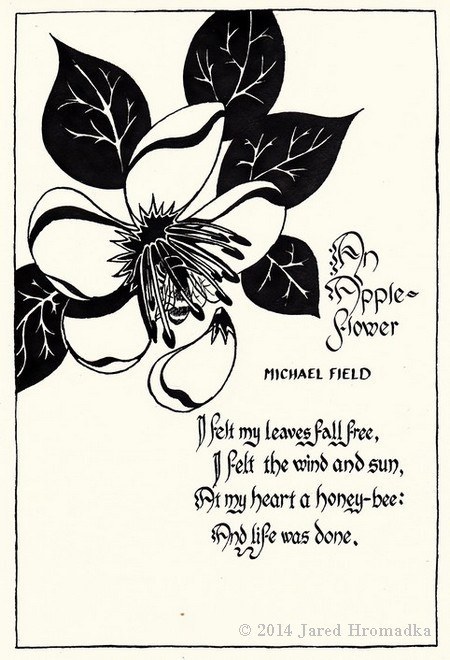 An
Apple-
flower
MICHAEL FIELD
I felt my leaves fall free,
I felt the wind and sun,
At my heart a honey-bee:
And life was done.
© 2014 Jared Hromadka